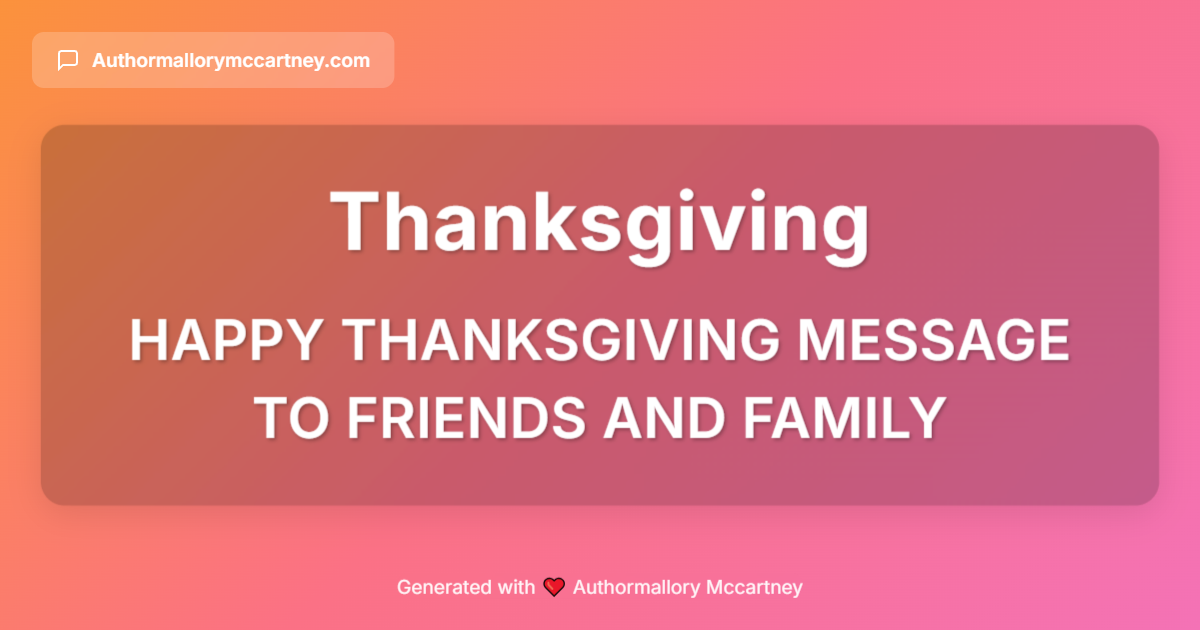 Authormallorymccartney.com
Thanksgiving
HAPPY THANKSGIVING MESSAGE
TO FRIENDS AND FAMILY
Generated with ❤️ Authormallory Mccartney